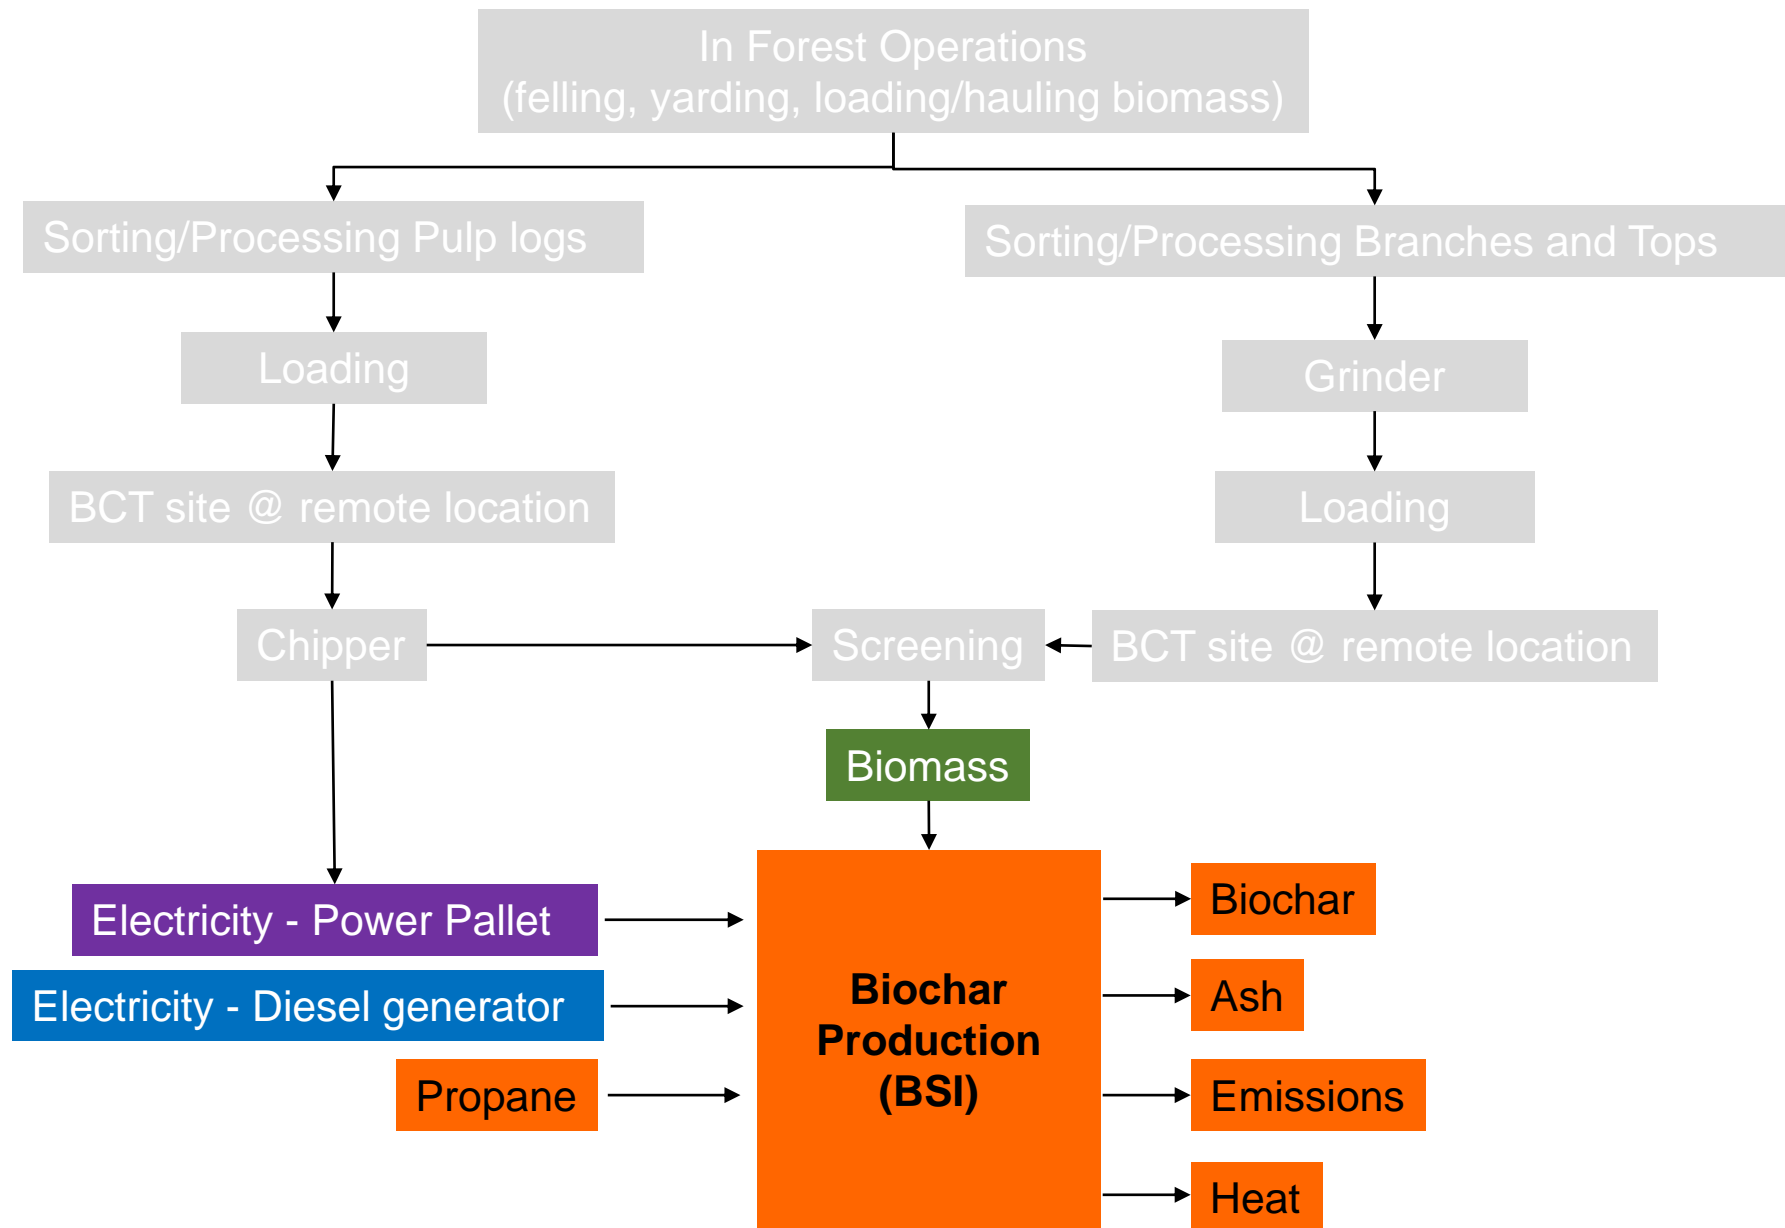 In Forest Operations
(felling, yarding, loading/hauling biomass)
Sorting/Processing Pulp logs
Sorting/Processing Branches and Tops
Loading
Grinder
BCT site @ remote location
Loading
Chipper
Screening
BCT site @ remote location
Biomass
Electricity - Power Pallet
Electricity - Diesel generator
Propane
Biochar
Production
(BSI)
Biochar
Ash
Emissions
Heat